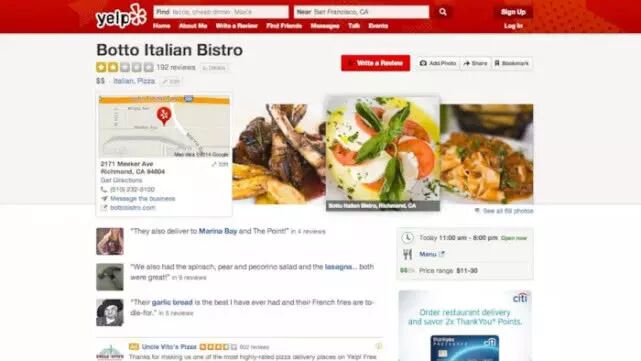 yelp
Find tacos, cheap dinner, Max's
Near San Francisco, CA
Sign Up
Home About Me Write a Review Find Friends Messages Talk Events
Log In
Botto Italian Bistro
192 reviews Details
$$ · Italian, Pizza Edit
Write a Review
Add Photo Share Bookmark
Map data ©2014 Google
2171 Meeker Ave Edit
Richmond, CA 94804
Get Directions
Message the business
bottobistro.com
Botto Italian Bistro, Richmond, CA
See all 68 photos
"They also deliver to Marina Bay and The Point!" in 4 reviews
"We also had the spinach, pear and pecorino salad and the lasagna... both
were great!" in 9 reviews
"Their garlic bread is the best I have ever had and their French fries are to-
die-for." in 5 reviews
Today 11:00 am - 8:00 pm Open now
Menu
$$$$ Price range $11-30
citi
Order restaurant delivery
and savor 2x ThankYou® Points.
citi
Ad Uncle Vito's Pizza 602 reviews
Thanks for making us one of the most highly-rated pizza delivery places on Yelp! Free